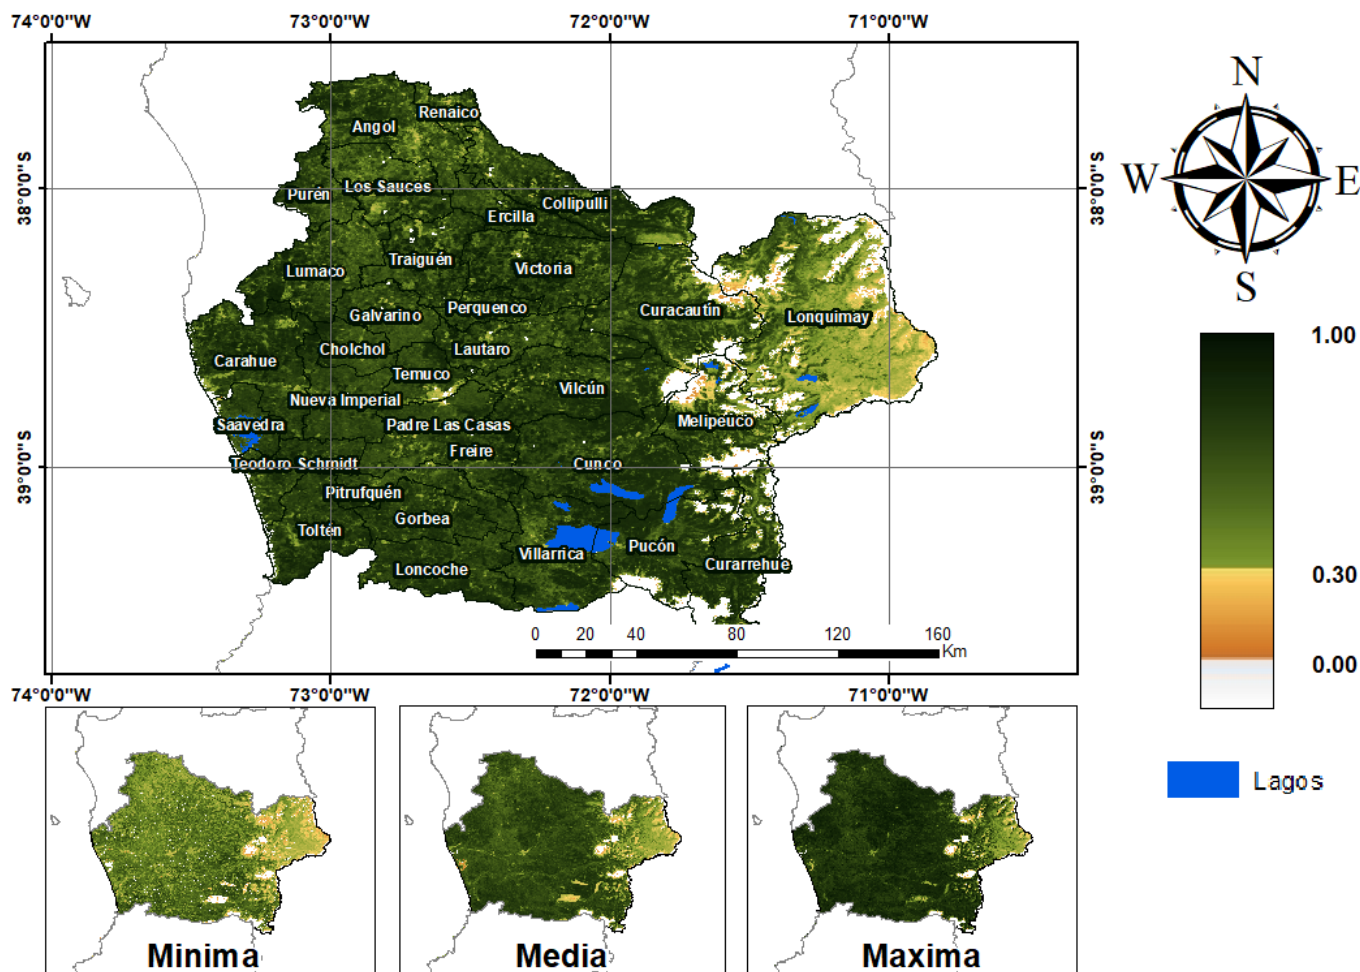 74°0'0"W 73°0'0"W 72°0'0"W 71°0'0"W
38°0'0"S
38°0'0"S
39°0'0"S
39°0'0"S
Renaico
Angol
Los Sauces
Purén
Collipulli
Ercilla
Traiguén
Victoria
Lumaco
Curacautín
Lonquimay
Perquenco
Galvarino
Cholchol
Lautaro
Carahue
Temuco
Vilcún
Nueva Imperial
Saavedra
Padre Las Casas
Melipeuco
Freire
Teodoro Schmidt
Cunco
Pitrufquén
Gorbea
Toltén
Villarrica
Pucón
Loncoche
Curarrehue
0 20 40 80 120 160
Km
74°0'0"W 73°0'0"W 72°0'0"W 71°0'0"W
N
W E
S
1.00
0.30
0.00
Lagos
Minima
Media
Maxima